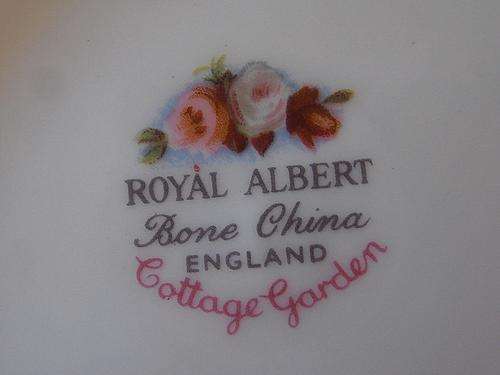 ROYAL ALBERT
Bone China
ENGLAND
Cottage Garden